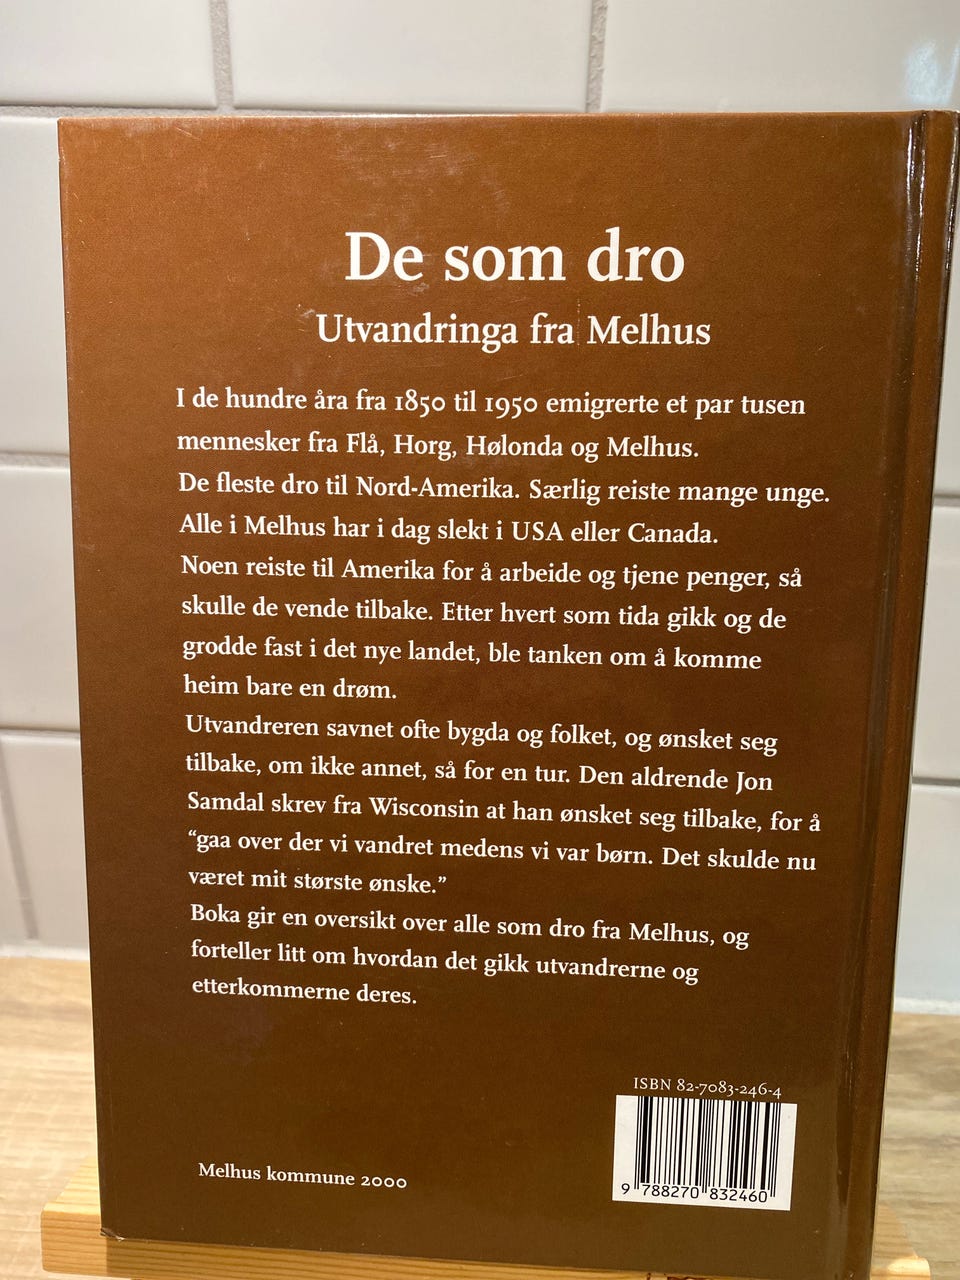 De som dro
Utvandringa fra Melhus
I de hundre åra fra 1850 til 1950 emigrerte et par tusen
mennesker fra Flå, Horg, Hølonda og Melhus.
De fleste dro til Nord-Amerika. Særlig reiste mange unge.
Alle i Melhus har i dag slekt i USA eller Canada.
Noen reiste til Amerika for å arbeide og tjene penger, så
skulle de vende tilbake. Etter hvert som tida gikk og de
grodde fast i det nye landet, ble tanken om å komme
heim bare en drøm.
Utvandreren savnet ofte bygda og folket, og ønsket seg
tilbake, om ikke annet, så for en tur. Den aldrende Jon
Samdal skrev fra Wisconsin at han ønsket seg tilbake, for å
“gaa over der vi vandret medens vi var børn. Det skulde nu
været mit største ønske.”
Boka gir en oversikt over alle som dro fra Melhus, og
forteller litt om hvordan det gikk utvandrerne og
etterkommerne deres.
ISBN 82-7083-246-4
9 788270 832460
Melhus kommune 2000